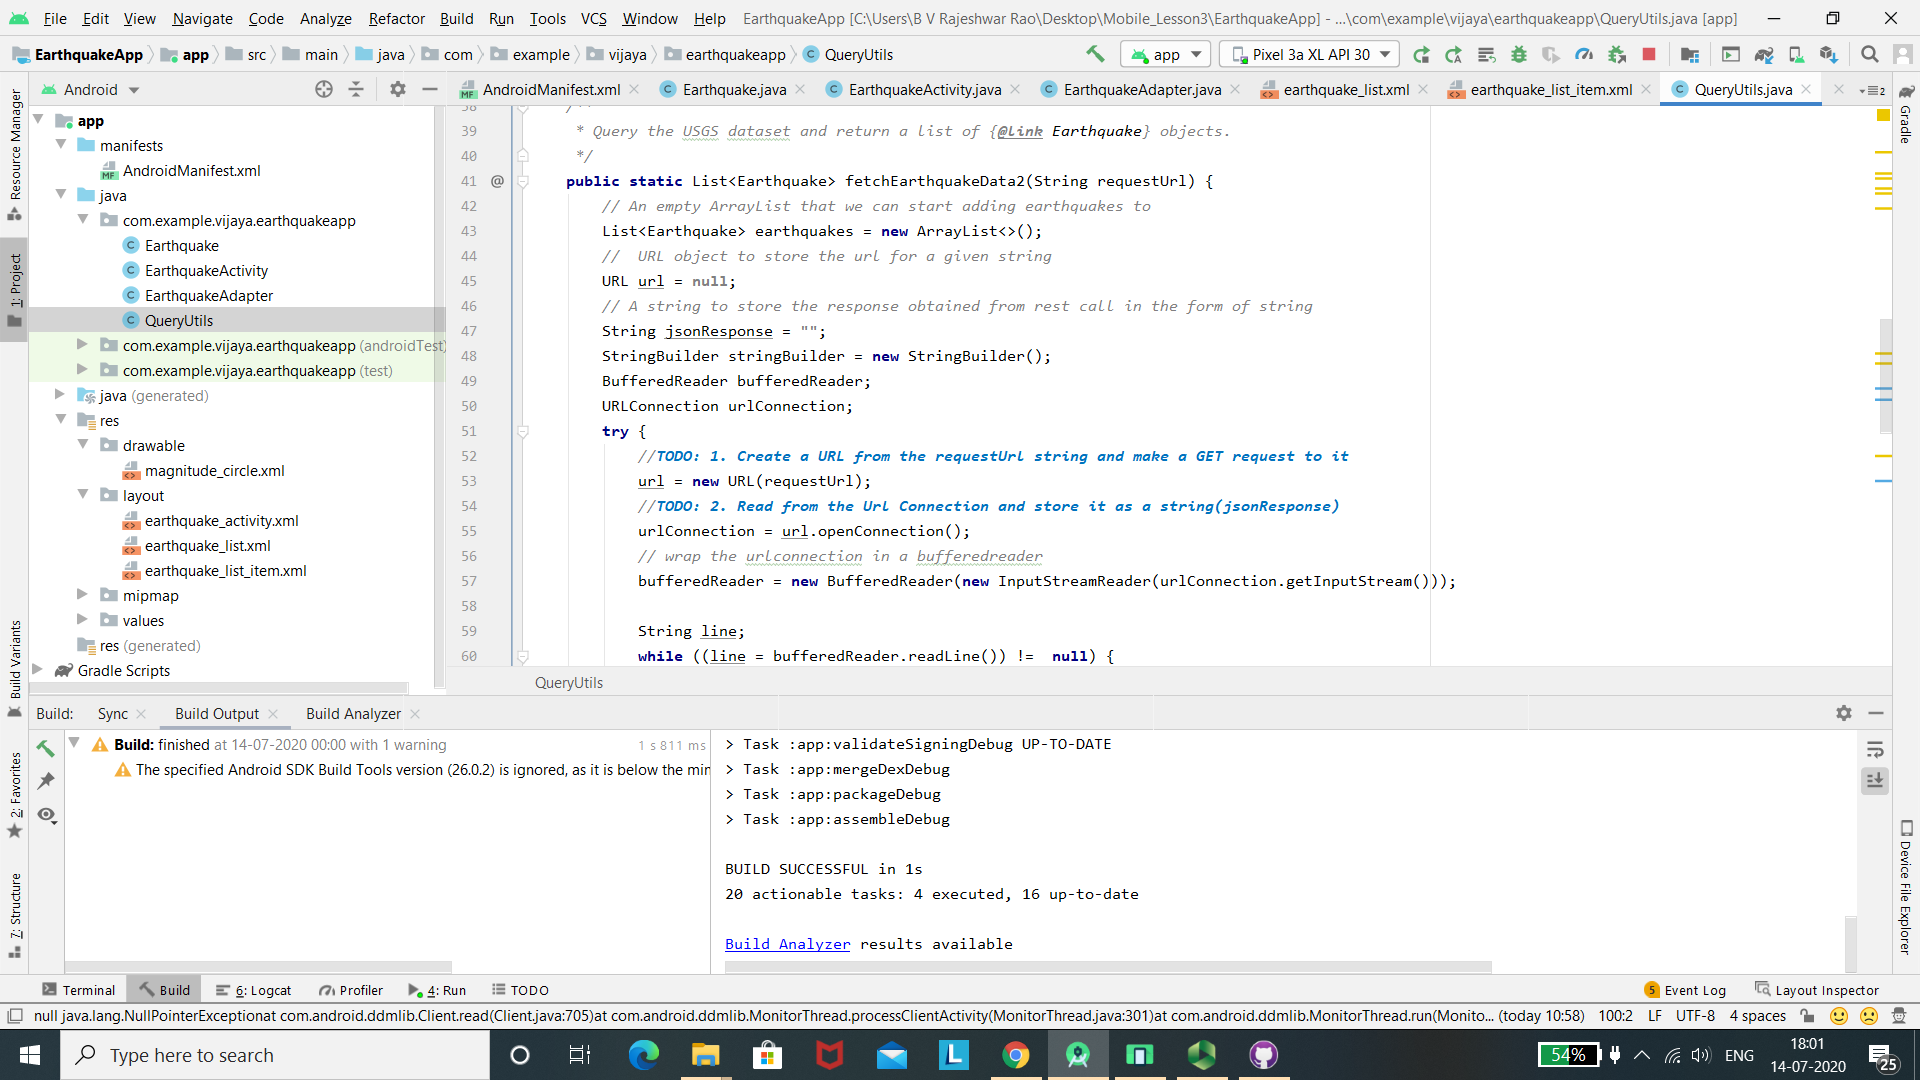 File Edit View Navigate Code Analyze Refactor Build Run Tools VCS Window Help EarthquakeApp [C:\Users\B V Rajeshwar Rao\Desktop\Mobile_Lesson3\EarthquakeApp] - ...\com\example\vijaya\earthquakeapp\QueryUtils.java [app]
EarthquakeApp app src main java com example vijaya earthquakeapp QueryUtils app Pixel 3a XL API 30
Android AndroidManifest.xml Earthquake.java EarthquakeActivity.java EarthquakeAdapter.java earthquake_list.xml earthquake_list_item.xml QueryUtils.java 2
Resource Manager
1: Project
Build Variants
2: Favorites
7: Structure
app
manifests
AndroidManifest.xml
java
com.example.vijaya.earthquakeapp
Earthquake
EarthquakeActivity
EarthquakeAdapter
QueryUtils
com.example.vijaya.earthquakeapp (androidTest)
com.example.vijaya.earthquakeapp (test)
java (generated)
res
drawable
magnitude_circle.xml
layout
earthquake_activity.xml
earthquake_list.xml
earthquake_list_item.xml
mipmap
values
res (generated)
Gradle Scripts
38 /**
39 * Query the USGS dataset and return a list of {@link Earthquake} objects.
40 */
41 @ public static List<Earthquake> fetchEarthquakeData2(String requestUrl) {
42 // An empty ArrayList that we can start adding earthquakes to
43 List<Earthquake> earthquakes = new ArrayList<>();
44 //  URL object to store the url for a given string
45 URL url = null;
46 // A string to store the response obtained from rest call in the form of string
47 String jsonResponse = "";
48 StringBuilder stringBuilder = new StringBuilder();
49 BufferedReader bufferedReader;
50 URLConnection urlConnection;
51 try {
52 //TODO: 1. Create a URL from the requestUrl string and make a GET request to it
53 url = new URL(requestUrl);
54 //TODO: 2. Read from the Url Connection and store it as a string(jsonResponse)
55 urlConnection = url.openConnection();
56 // wrap the urlconnection in a bufferedreader
57 bufferedReader = new BufferedReader(new InputStreamReader(urlConnection.getInputStream()));
58
59 String line;
60 while ((line = bufferedReader.readLine()) !=  null) {
QueryUtils
Gradle
Device File Explorer
Build: Sync Build Output Build Analyzer
Build: finished at 14-07-2020 00:00 with 1 warning 1 s 811 ms
The specified Android SDK Build Tools version (26.0.2) is ignored, as it is below the mir
> Task :app:validateSigningDebug UP-TO-DATE
> Task :app:mergeDexDebug
> Task :app:packageDebug
> Task :app:assembleDebug
BUILD SUCCESSFUL in 1s
20 actionable tasks: 4 executed, 16 up-to-date
Build Analyzer results available
Terminal Build 6: Logcat Profiler 4: Run TODO 5 Event Log Layout Inspector
null java.lang.NullPointerExceptionat com.android.ddmlib.Client.read(Client.java:705)at com.android.ddmlib.MonitorThread.processClientActivity(MonitorThread.java:301)at com.android.ddmlib.MonitorThread.run(Monito... (today 10:58) 100:2 LF UTF-8 4 spaces
Type here to search L 54% ENG 18:01
14-07-2020 25